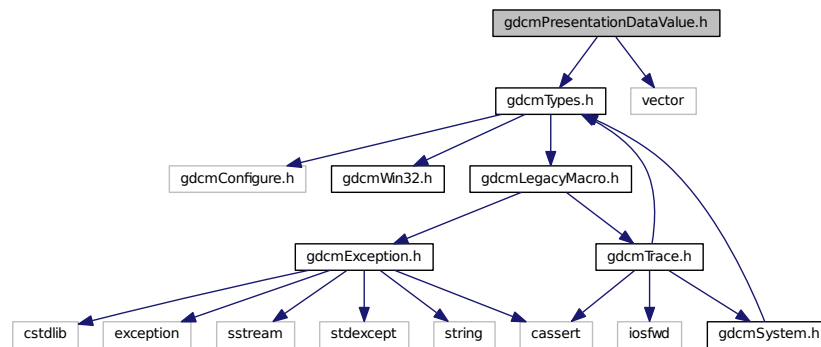 gdcmPresentationDataValue.h
gdcmTypes.h
vector
gdcmConfigure.h
gdcmWin32.h
gdcmLegacyMacro.h
gdcmException.h
gdcmTrace.h
cstdlib
exception
sstream
stdexcept
string
cassert
iosfwd
gdcmSystem.h